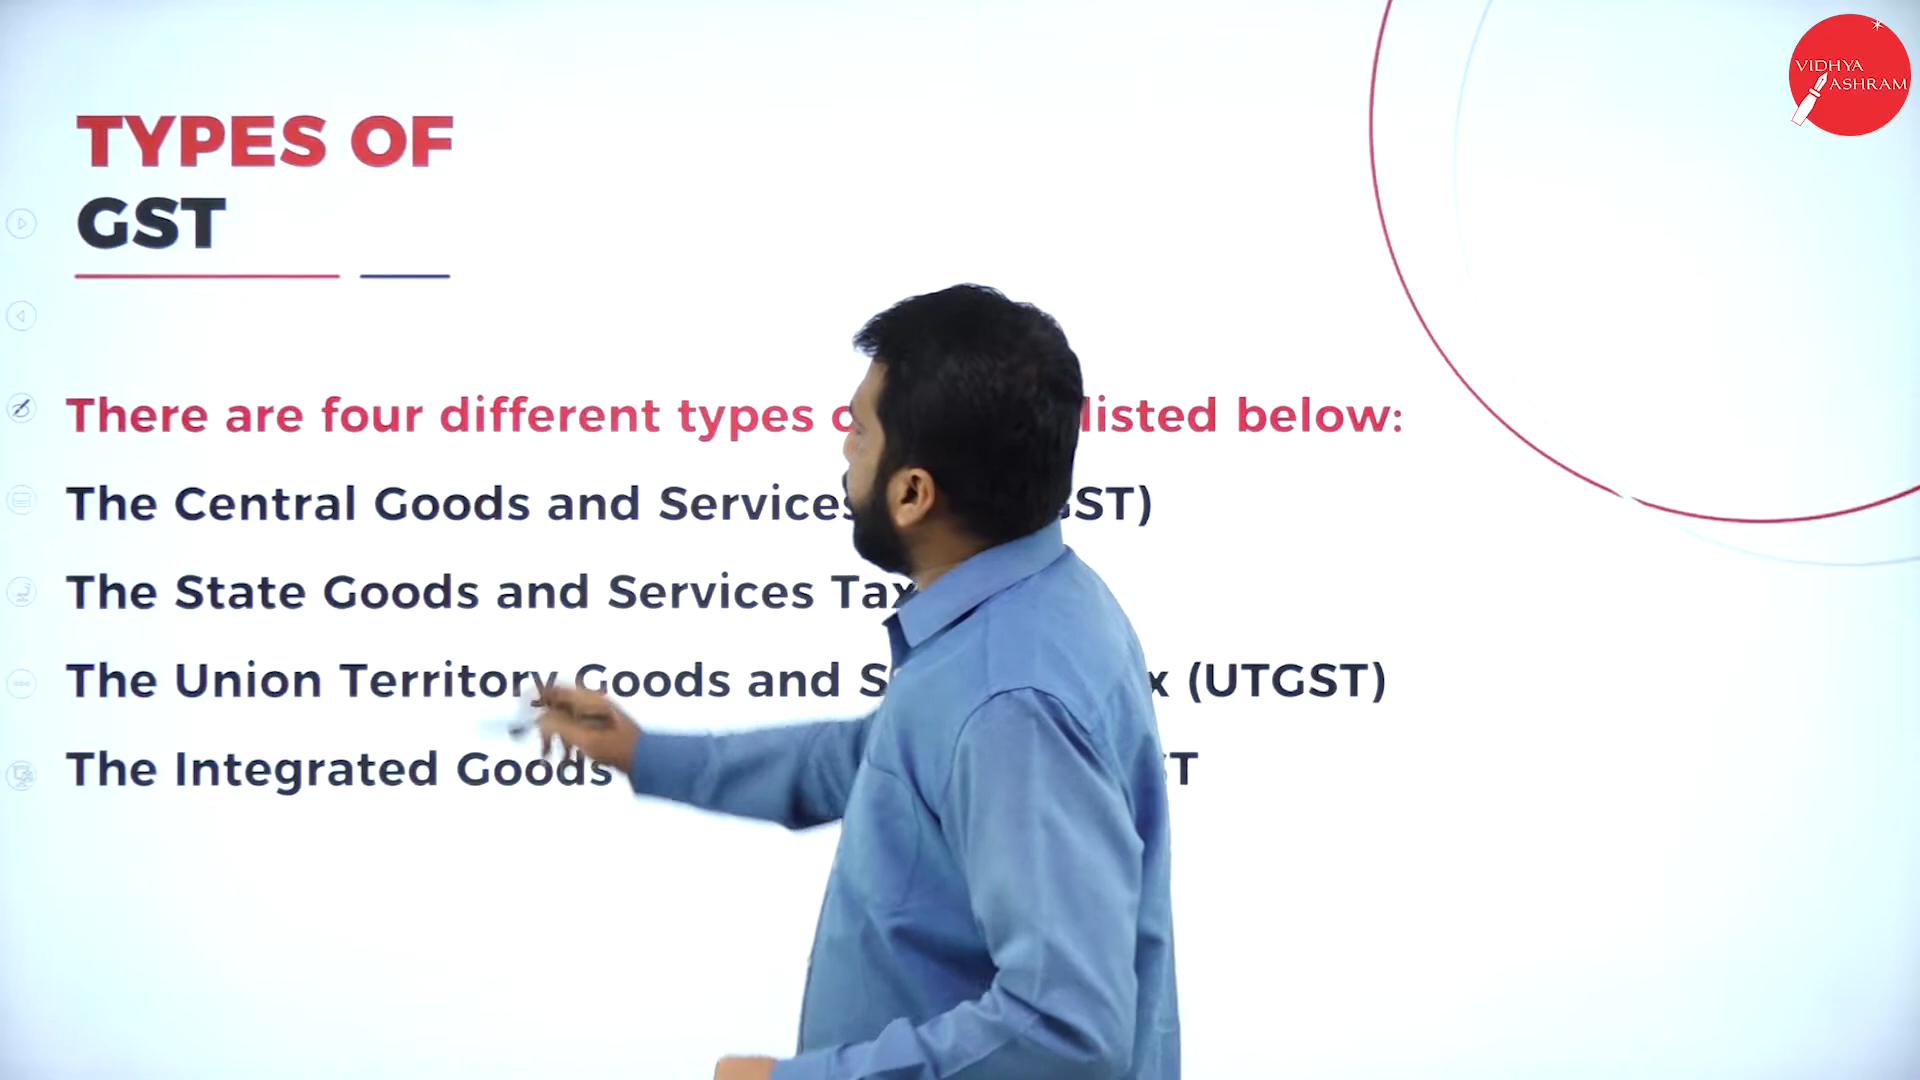 VIDHYA
ASHRAM
TYPES OF
GST
There are four different types listed below:
The Central Goods and Services
The State Goods and Services Tax
The Union Territory Goods and (UTGST)
The Integrated Goods